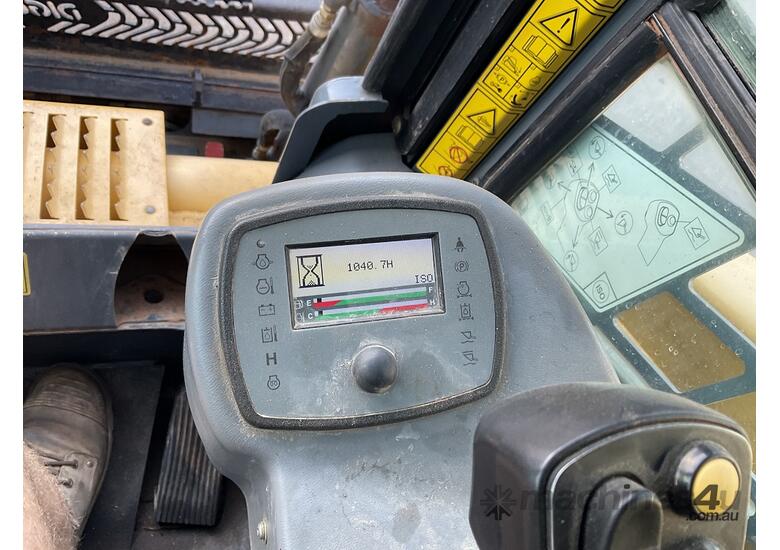 1040.7H
ISO
E F
C H
H
machines4u
.com.au